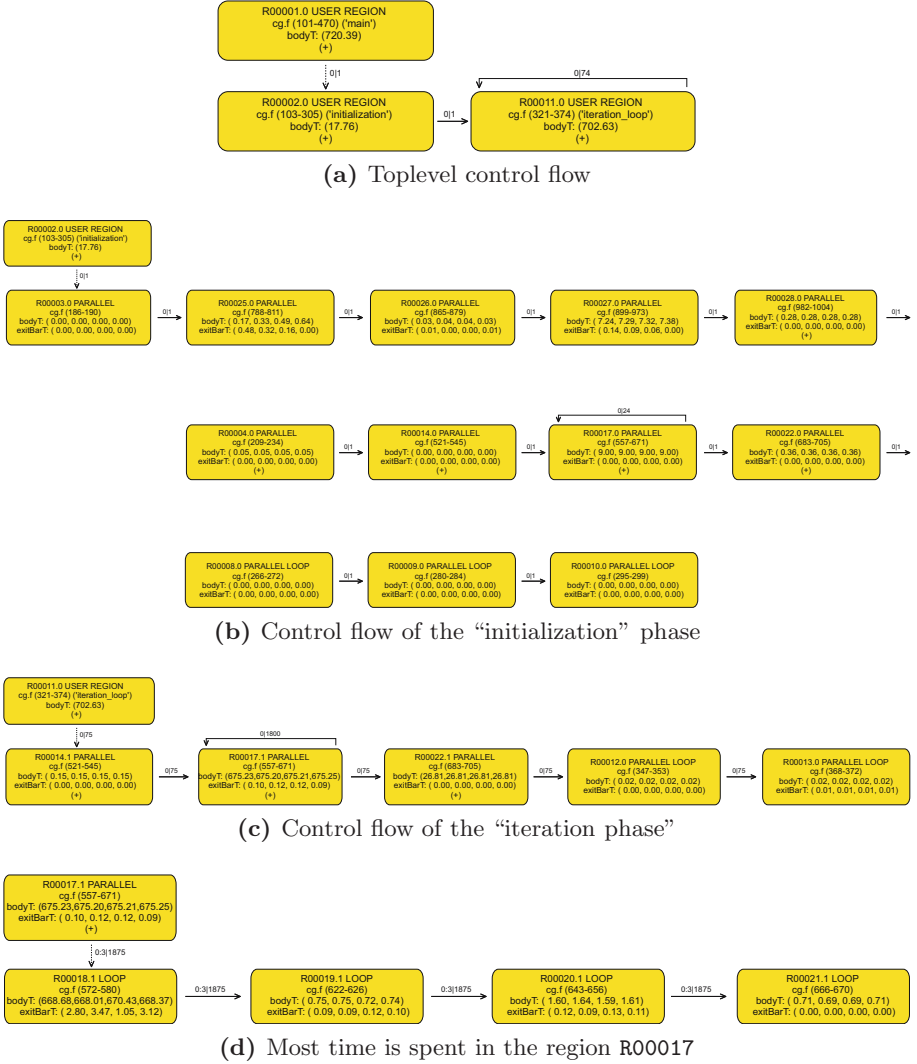 R00001.0 USER REGION
cg.f (101-470) ('main')
bodyT: (720.39)
(+)
0|1
0|74
R00002.0 USER REGION
cg.f (103-305) ('initialization')
bodyT: (17.76)
(+)
0|1
R00011.0 USER REGION
cg.f (321-374) ('iteration_loop')
bodyT: (702.63)
(+)
(a) Toplevel control flow
R00002.0 USER REGION
cg.f (103-305) ('initialization')
bodyT: (17.76)
(+)
0|1
R00003.0 PARALLEL
cg.f (186-190)
bodyT: ( 0.00, 0.00, 0.00, 0.00)
exitBarT: ( 0.00, 0.00, 0.00, 0.00)
0|1
R00025.0 PARALLEL
cg.f (788-811)
bodyT: ( 0.17, 0.33, 0.49, 0.64)
exitBarT: ( 0.48, 0.32, 0.16, 0.00)
0|1
R00026.0 PARALLEL
cg.f (865-879)
bodyT: ( 0.03, 0.04, 0.04, 0.03)
exitBarT: ( 0.01, 0.00, 0.00, 0.01)
0|1
R00027.0 PARALLEL
cg.f (899-973)
bodyT: ( 7.24, 7.29, 7.32, 7.38)
exitBarT: ( 0.14, 0.09, 0.06, 0.00)
0|1
R00028.0 PARALLEL
cg.f (982-1004)
bodyT: ( 0.28, 0.28, 0.28, 0.28)
exitBarT: ( 0.00, 0.00, 0.00, 0.00)
(+)
0|1
R00004.0 PARALLEL
cg.f (209-234)
bodyT: ( 0.05, 0.05, 0.05, 0.05)
exitBarT: ( 0.00, 0.00, 0.00, 0.00)
(+)
0|1
R00014.0 PARALLEL
cg.f (521-545)
bodyT: ( 0.00, 0.00, 0.00, 0.00)
exitBarT: ( 0.00, 0.00, 0.00, 0.00)
(+)
0|1
0|24
R00017.0 PARALLEL
cg.f (557-671)
bodyT: ( 9.00, 9.00, 9.00, 9.00)
exitBarT: ( 0.00, 0.00, 0.00, 0.00)
(+)
0|1
R00022.0 PARALLEL
cg.f (683-705)
bodyT: ( 0.36, 0.36, 0.36, 0.36)
exitBarT: ( 0.00, 0.00, 0.00, 0.00)
(+)
0|1
R00008.0 PARALLEL LOOP
cg.f (266-272)
bodyT: ( 0.00, 0.00, 0.00, 0.00)
exitBarT: ( 0.00, 0.00, 0.00, 0.00)
0|1
R00009.0 PARALLEL LOOP
cg.f (280-284)
bodyT: ( 0.00, 0.00, 0.00, 0.00)
exitBarT: ( 0.00, 0.00, 0.00, 0.00)
0|1
R00010.0 PARALLEL LOOP
cg.f (295-299)
bodyT: ( 0.00, 0.00, 0.00, 0.00)
exitBarT: ( 0.00, 0.00, 0.00, 0.00)
(b) Control flow of the “initialization” phase
R00011.0 USER REGION
cg.f (321-374) ('iteration_loop')
bodyT: (702.63)
(+)
0|75
R00014.1 PARALLEL
cg.f (521-545)
bodyT: ( 0.15, 0.15, 0.15, 0.15)
exitBarT: ( 0.00, 0.00, 0.00, 0.00)
(+)
0|75
0|1800
R00017.1 PARALLEL
cg.f (557-671)
bodyT: (675.23,675.20,675.21,675.25)
exitBarT: ( 0.10, 0.12, 0.12, 0.09)
(+)
0|75
R00022.1 PARALLEL
cg.f (683-705)
bodyT: (26.81,26.81,26.81,26.81)
exitBarT: ( 0.00, 0.00, 0.00, 0.00)
(+)
0|75
R00012.0 PARALLEL LOOP
cg.f (347-353)
bodyT: ( 0.02, 0.02, 0.02, 0.02)
exitBarT: ( 0.00, 0.00, 0.00, 0.00)
0|75
R00013.0 PARALLEL LOOP
cg.f (368-372)
bodyT: ( 0.02, 0.02, 0.02, 0.02)
exitBarT: ( 0.01, 0.01, 0.01, 0.01)
(c) Control flow of the “iteration phase”
R00017.1 PARALLEL
cg.f (557-671)
bodyT: (675.23,675.20,675.21,675.25)
exitBarT: ( 0.10, 0.12, 0.12, 0.09)
(+)
0:3|1875
R00018.1 LOOP
cg.f (572-580)
bodyT: (668.68,668.01,670.43,668.37)
exitBarT: ( 2.80, 3.47, 1.05, 3.12)
0:3|1875
R00019.1 LOOP
cg.f (622-626)
bodyT: ( 0.75, 0.75, 0.72, 0.74)
exitBarT: ( 0.09, 0.09, 0.12, 0.10)
0:3|1875
R00020.1 LOOP
cg.f (643-656)
bodyT: ( 1.60, 1.64, 1.59, 1.61)
exitBarT: ( 0.12, 0.09, 0.13, 0.11)
0:3|1875
R00021.1 LOOP
cg.f (666-670)
bodyT: ( 0.71, 0.69, 0.69, 0.71)
exitBarT: ( 0.00, 0.00, 0.00, 0.00)
(d) Most time is spent in the region R00017